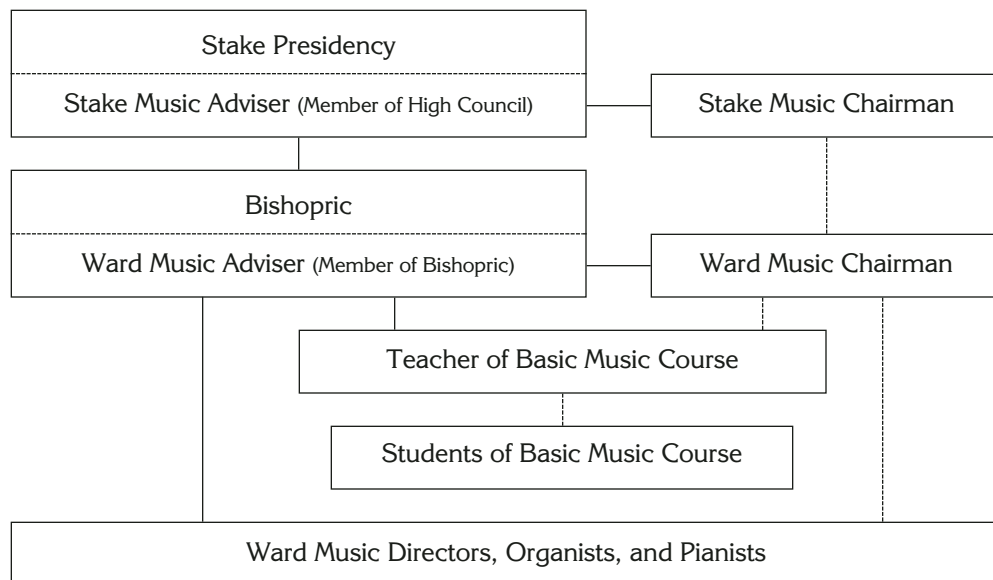 Stake Presidency
Stake Music Adviser (Member of High Council)
Stake Music Chairman
Bishopric
Ward Music Adviser (Member of Bishopric)
Ward Music Chairman
Teacher of Basic Music Course
Students of Basic Music Course
Ward Music Directors, Organists, and Pianists